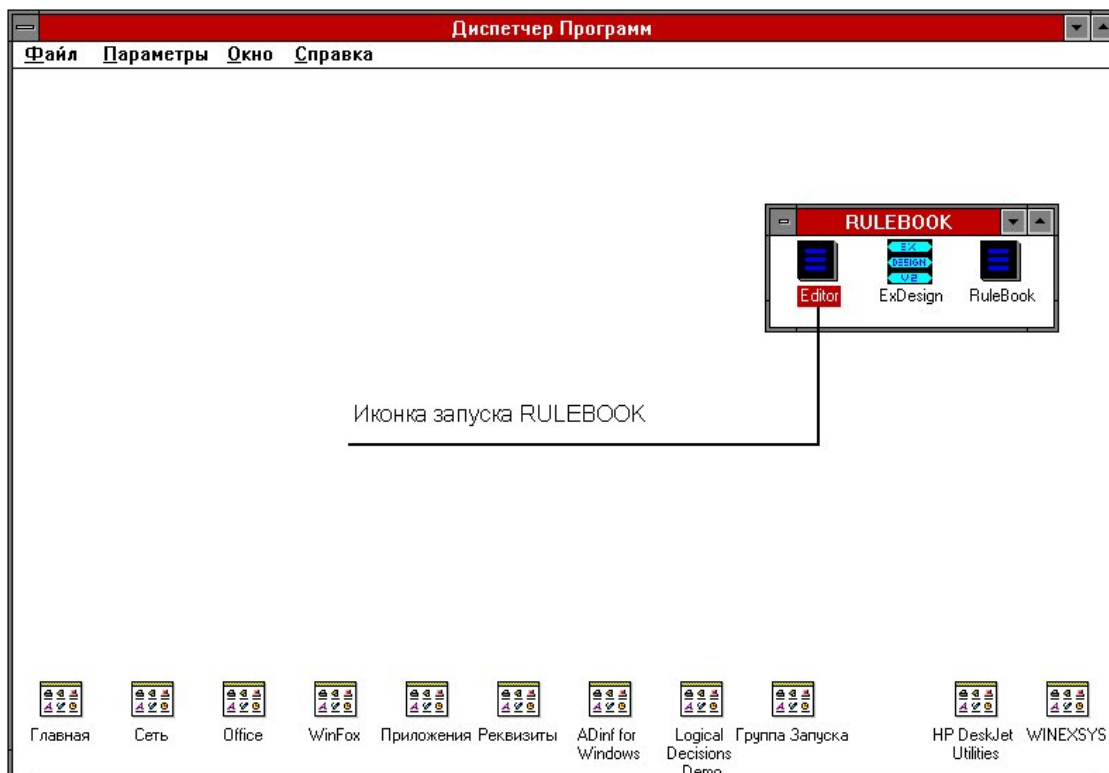 Диспетчер Программ
Файл Параметры Окно Справка
RULEBOOK
EX
DESIGN
V2
Editor ExDesign RuleBook
Иконка запуска RULEBOOK
Главная Сеть Office WinFox Приложения Реквизиты ADinf for Windows Logical Decisions Demo Группа Запуска HP DeskJet Utilities WINEXSYS